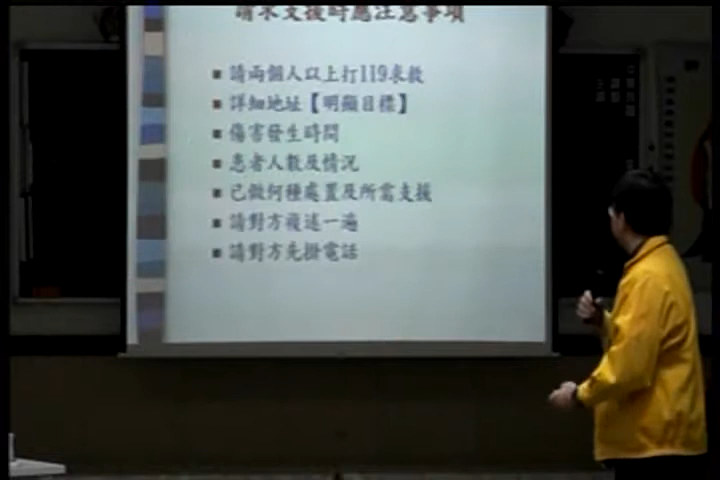 請求支援時應注意事項
請兩個人以上打119求救
詳細地址【明顯目標】
傷害發生時間
患者人數及情況
已做何種處置及所需支援
請對方複述一遍
請對方先掛電話